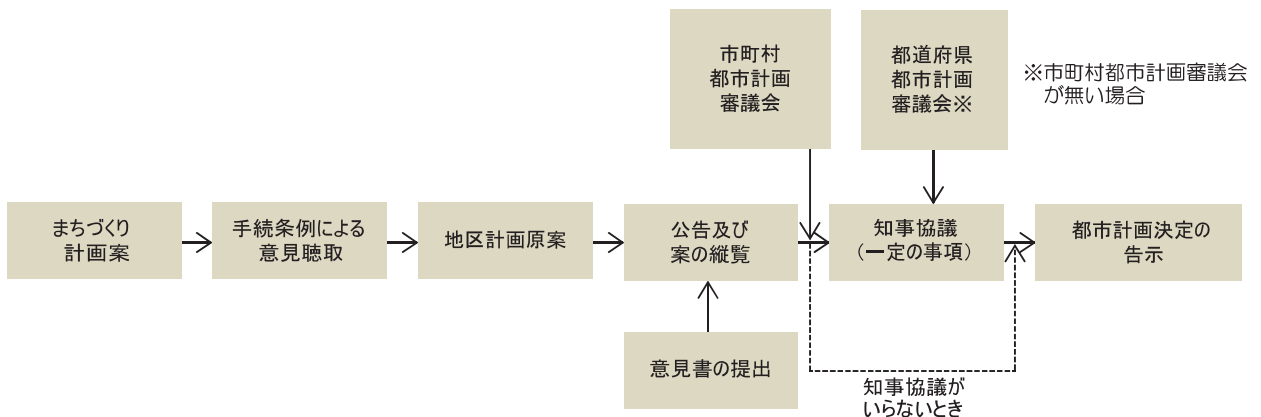 市町村
都市計画
審議会
都道府県
都市計画
審議会※
※市町村都市計画審議会
が無い場合
まちづくり
計画案
手続条例による
意見聴取
地区計画原案
公告及び
案の縦覧
知事協議
（一定の事項）
都市計画決定の
告示
意見書の提出
知事協議が
いらないとき